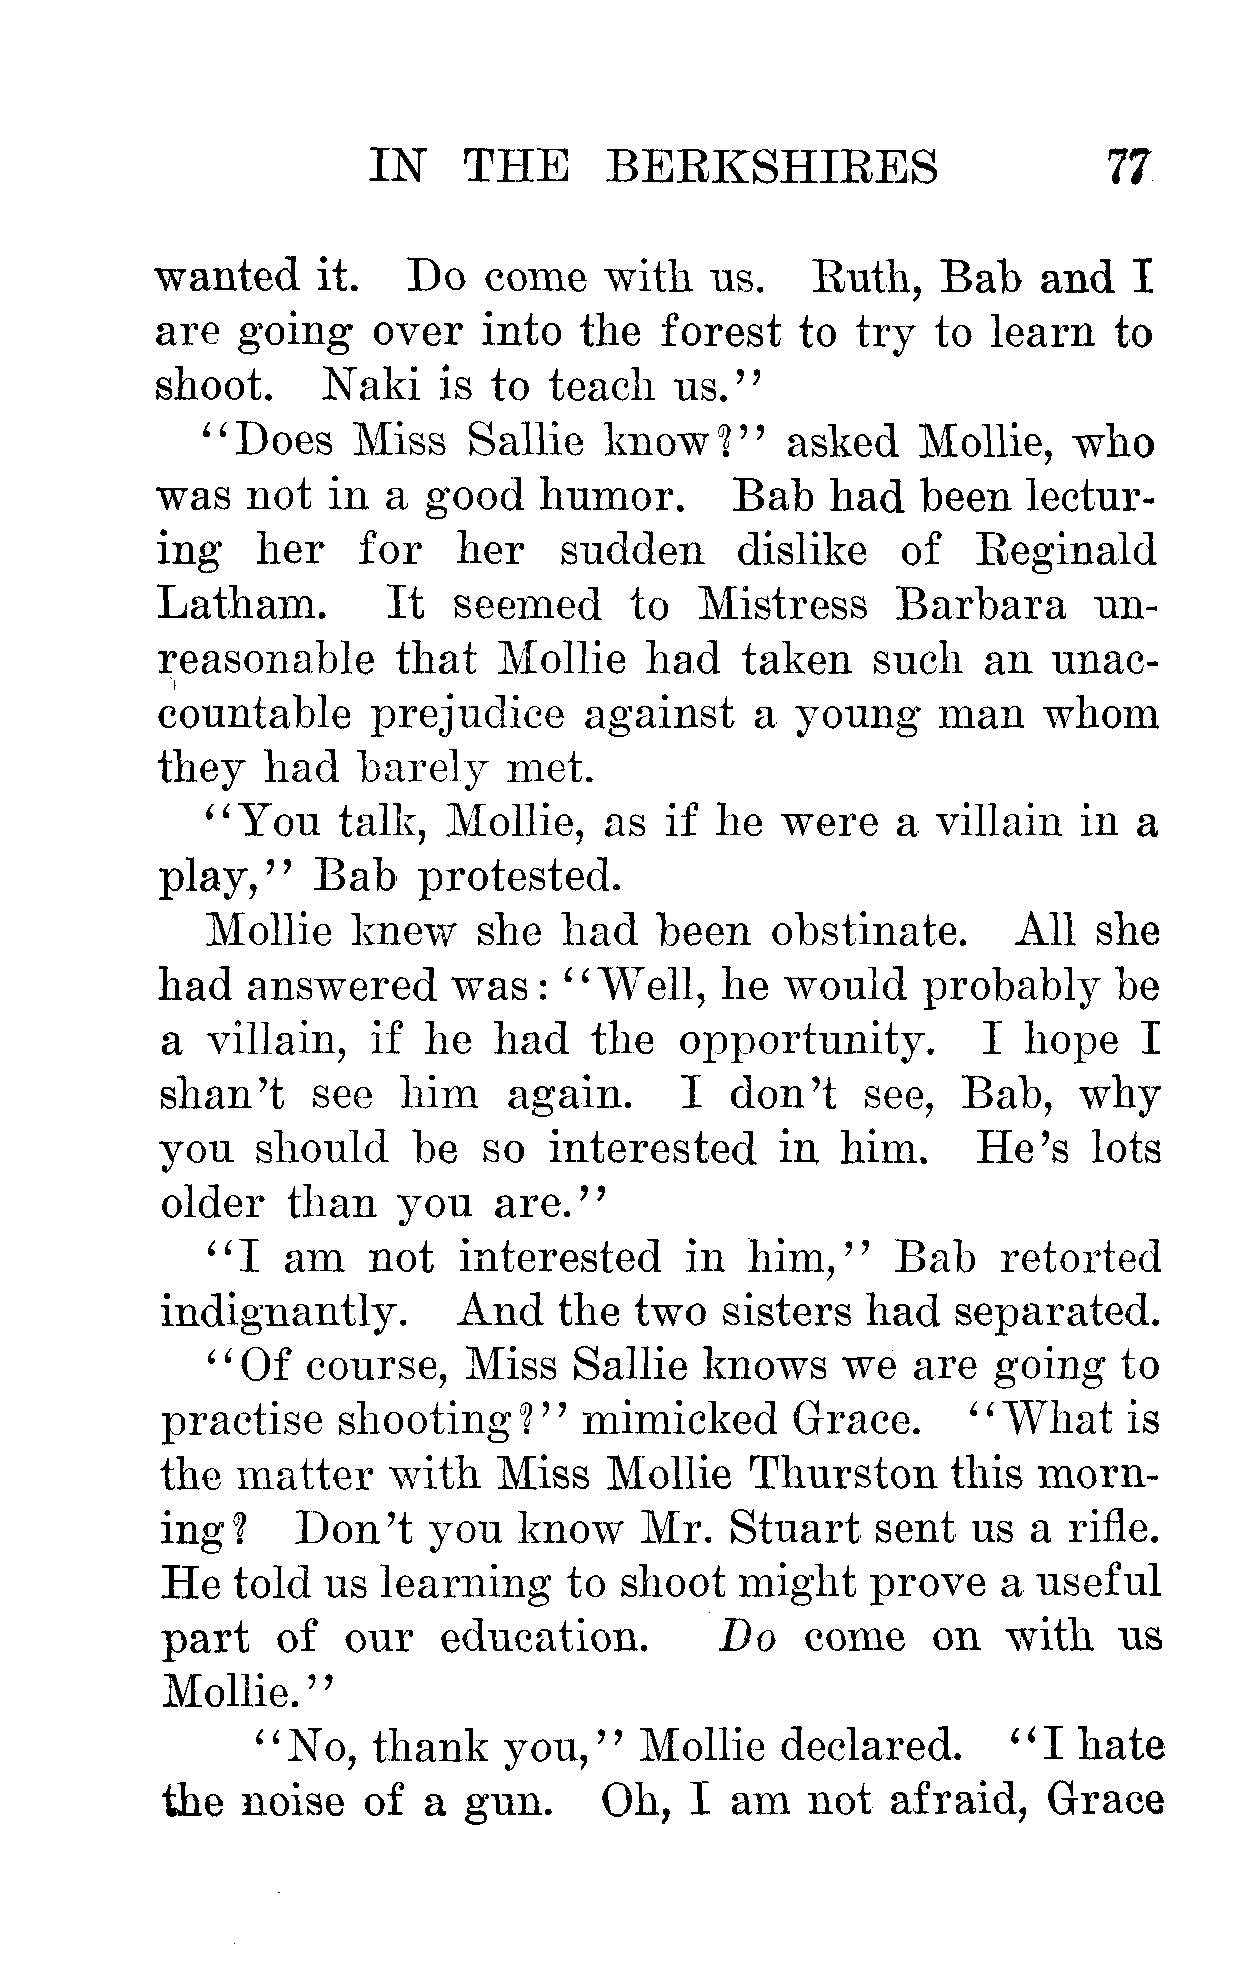 IN THE BERKSHIRES 77
wanted it. Do come with us. Ruth, Bab and I
are going over into the forest to try to learn to
shoot. Naki is to teach us."
"Does Miss Sallie know?" asked Mollie, who
was not in a good humor. Bab had been lectur-
ing her for her sudden dislike of Reginald
Latham. It seemed to Mistress Barbara un-
reasonable that Mollie had taken such an unac-
countable prejudice against a young man whom
they had barely met.
"You talk, Mollie, as if he were a villain in a
play," Bab protested.
Mollie knew she had been obstinate. All she
had answered was: "Well, he would probably be
a villain, if he had the opportunity. I hope I
shan't see him again. I don't see, Bab, why
you should be so interested in him. He's lots
older than you are."
"I am not interested in him," Bab retorted
indignantly. And the two sisters had separated.
"Of course, Miss Sallie knows we are going to
practise shooting?" mimicked Grace. "What is
the matter with Miss Mollie Thurston this morn-
ing? Don't you know Mr. Stuart sent us a rifle.
He told us learning to shoot might prove a useful
part of our education. Do come on with us
Mollie."
"No, thank you," Mollie declared. "I hate
the noise of a gun. Oh, I am not afraid, Grace